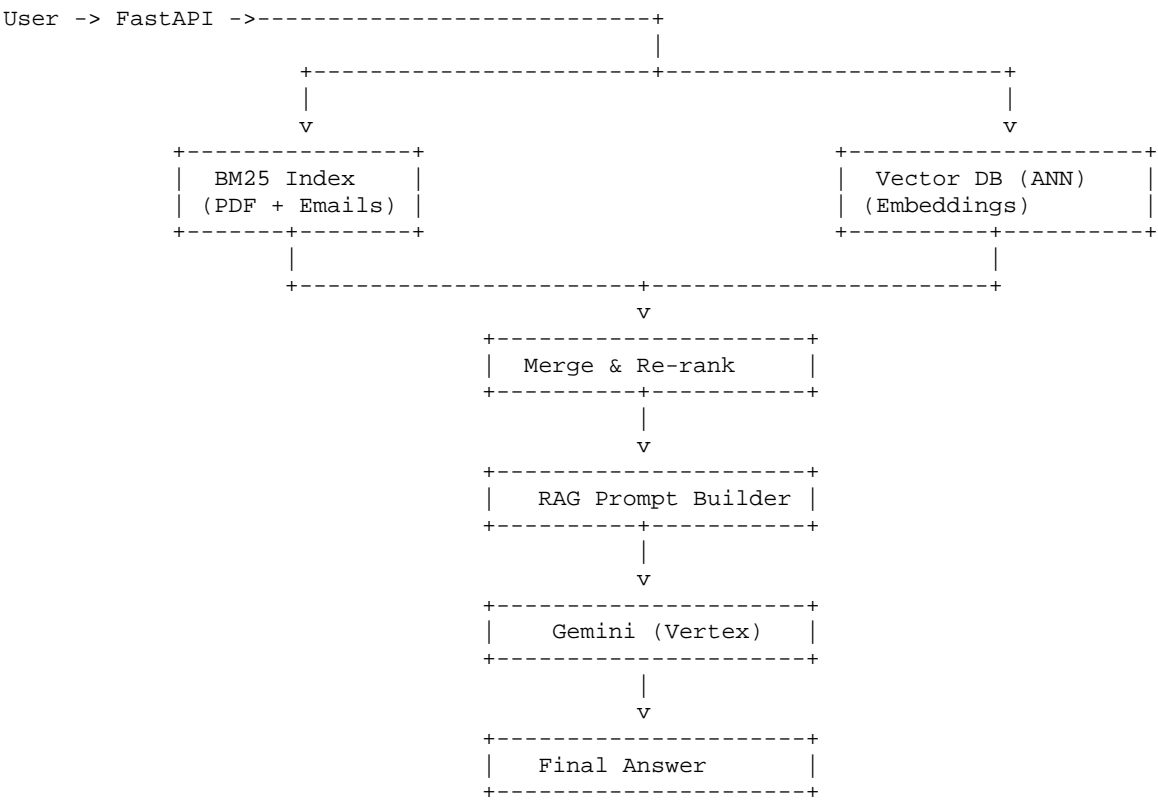 User -> FastAPI ->
BM25 Index
(PDF + Emails)
Vector DB (ANN)
(Embeddings)
Merge & Re-rank
RAG Prompt Builder
Gemini (Vertex)
Final Answer